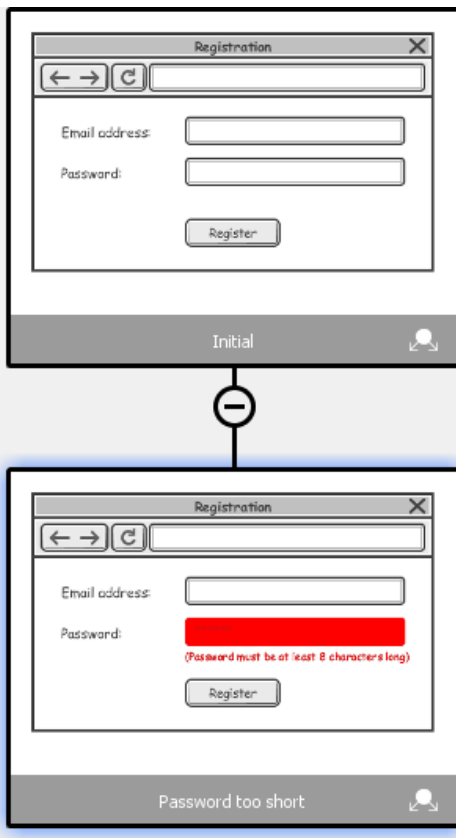 Registration
Email address:
Password:
Register
Initial
Registration
Email address:
Password:
(Password must be at least 8 characters long)
Register
Password too short